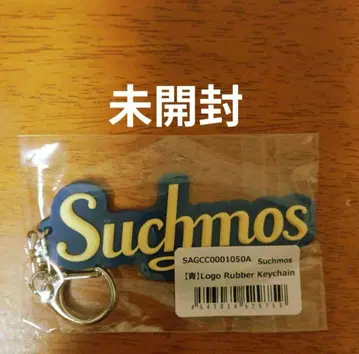 未開封
Suchmos
SAGCC0001050A Suchmos
【青】Logo Rubber Keychain